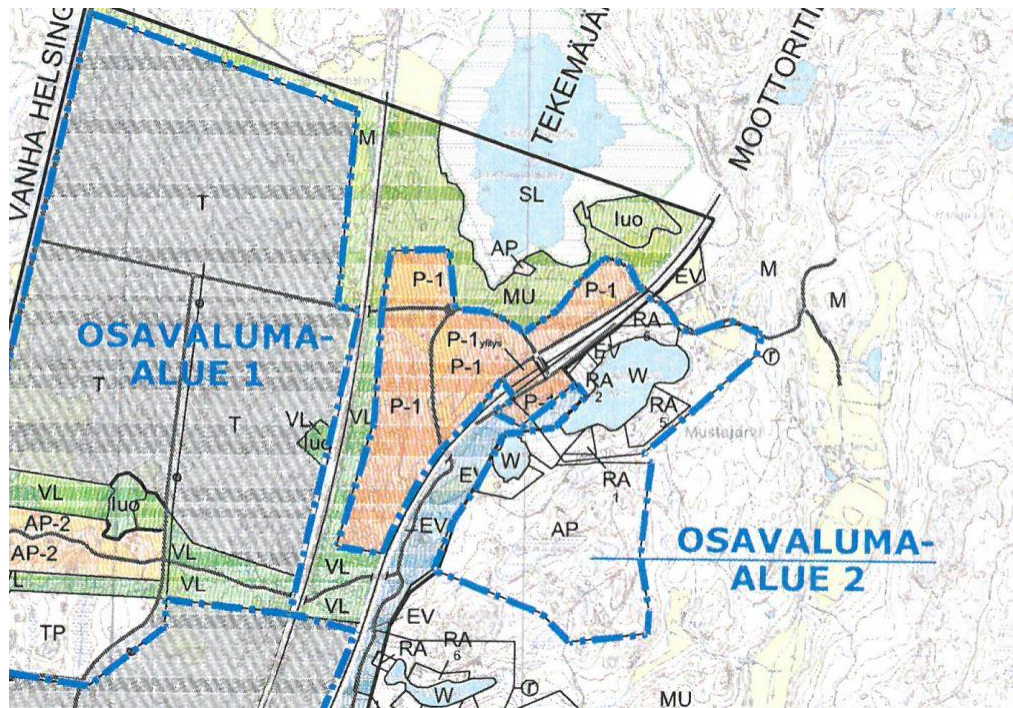 VANHA HELSING
TEKEMÄJÄ
MOOTTORITI
M
T
SL
luo
AP
P-1
MU
P-1
EV
M
M
RA
6
P-1 ylitys
P-1
OSAVALUMA-
ALUE 1
W
r
RA
2
T
P-1
RA
5
Mustajärvi
T
VL
luo
VL
W
EV
RA
1
VL
luo
EV
AP
AP-2
AP-2
VL
VL
VL
VL
VL
OSAVALUMA-
ALUE 2
TP
EV
RA
RA
6
W
r
MU